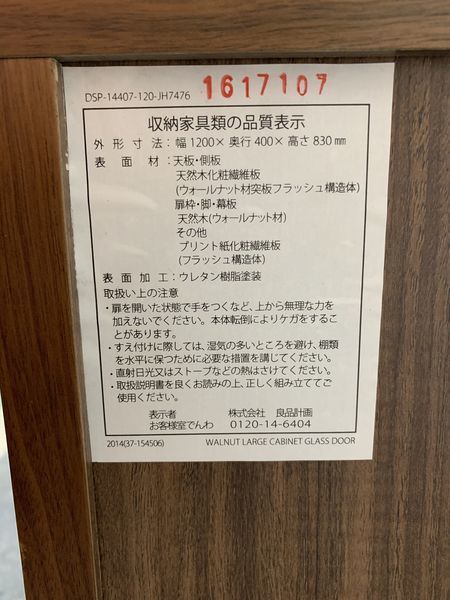 DSP-14407-120-JH7476 1617107
収納家具類の品質表示
外形寸法：幅1200×奥行400×高さ830㎜
表面材：天板・側板
天然木化粧繊維板
(ウォールナット材突板フラッシュ構造体)
扉枠・脚・幕板
天然木(ウォールナット材)
その他
プリント紙化粧繊維板
(フラッシュ構造体)
表面加工：ウレタン樹脂塗装
取扱い上の注意
・扉を開いた状態で手をつくなど、上から無理な力を
加えないでください。本体転倒によりケガをするこ
とがあります。
・すえ付けに際しては、湿気の多いところを避け、棚類
を水平に保つために必要な措置を講じてください。
・直射日光又はストーブなどの熱はさけてください。
・取扱説明書を良くお読みの上、正しく組み立ててご
使用ください。
表示者 株式会社 良品計画
お客様室でんわ 0120-14-6404
2014(37-154506) WALNUT LARGE CABINET GLASS DOOR